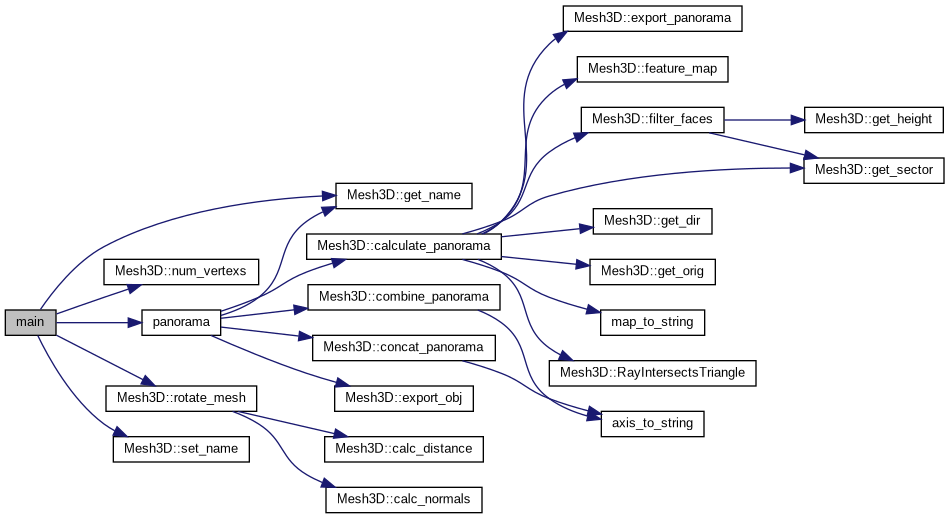 Mesh3D::export_panorama
Mesh3D::feature_map
Mesh3D::filter_faces
Mesh3D::get_height
Mesh3D::get_sector
Mesh3D::get_name
Mesh3D::get_dir
Mesh3D::calculate_panorama
Mesh3D::num_vertexs
Mesh3D::get_orig
Mesh3D::combine_panorama
main
panorama
map_to_string
Mesh3D::concat_panorama
Mesh3D::RayIntersectsTriangle
Mesh3D::rotate_mesh
Mesh3D::export_obj
axis_to_string
Mesh3D::set_name
Mesh3D::calc_distance
Mesh3D::calc_normals